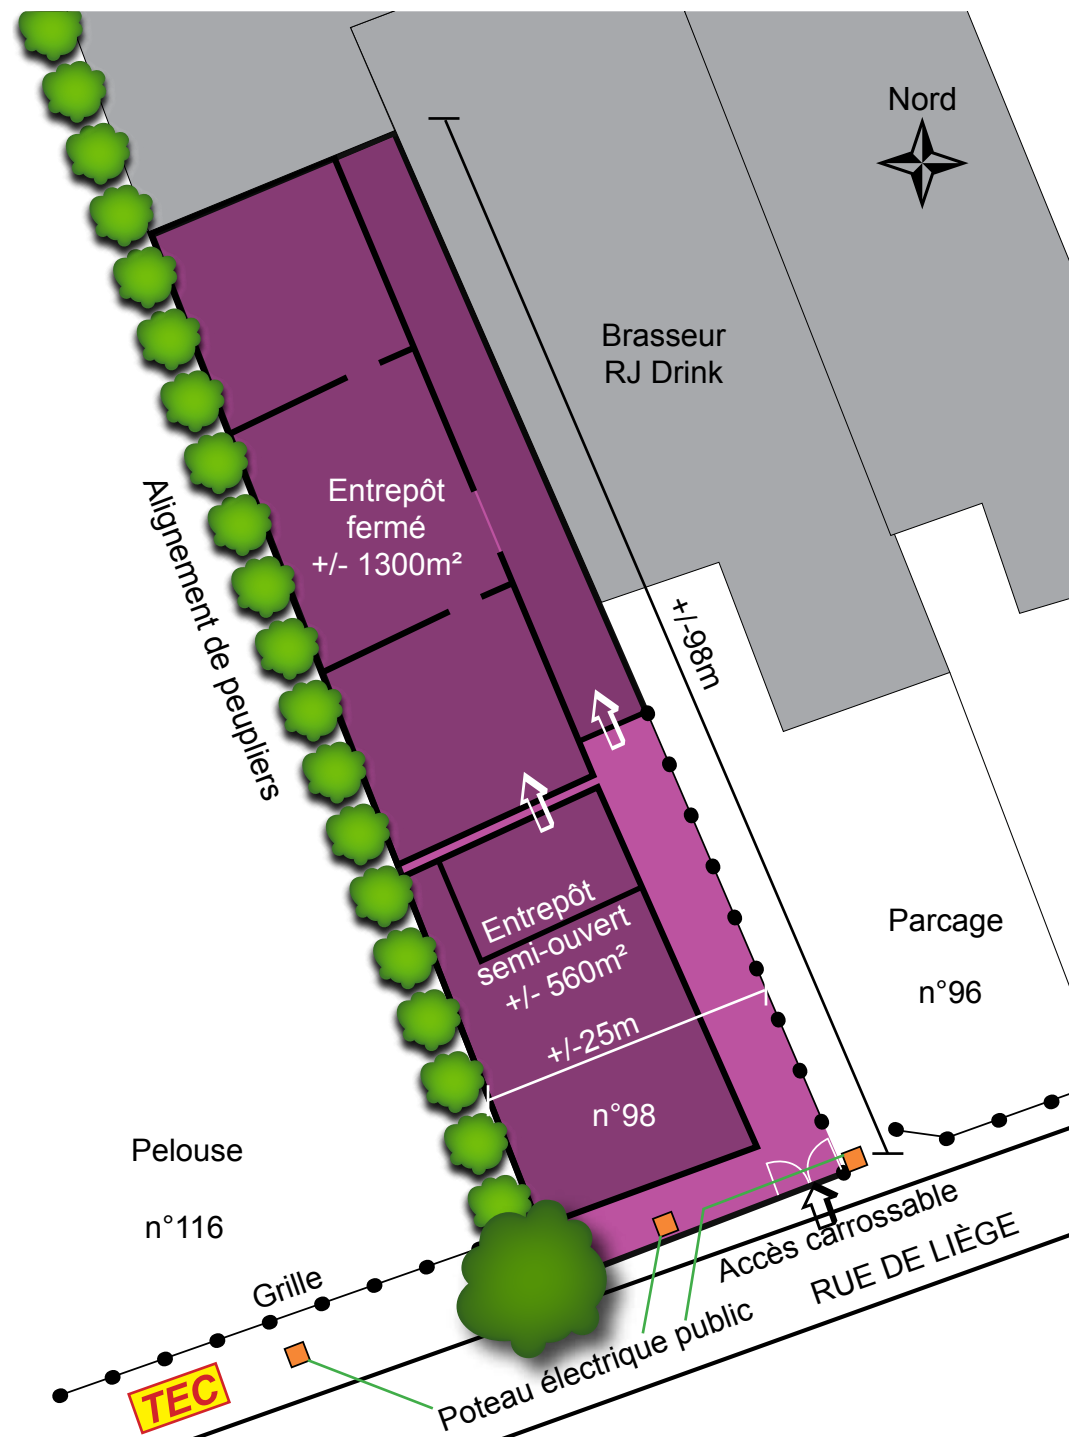 Nord
Brasseur
RJ Drink
Entrepôt
fermé
+/- 1300m²
Alignement de peupliers
+/-98m
Entrepôt
semi-ouvert
+/- 560m²
Parcage
n°96
+/-25m
n°98
Pelouse
n°116
Grille
Accès carrossable
RUE DE LIÈGE
Poteau électrique public
TEC